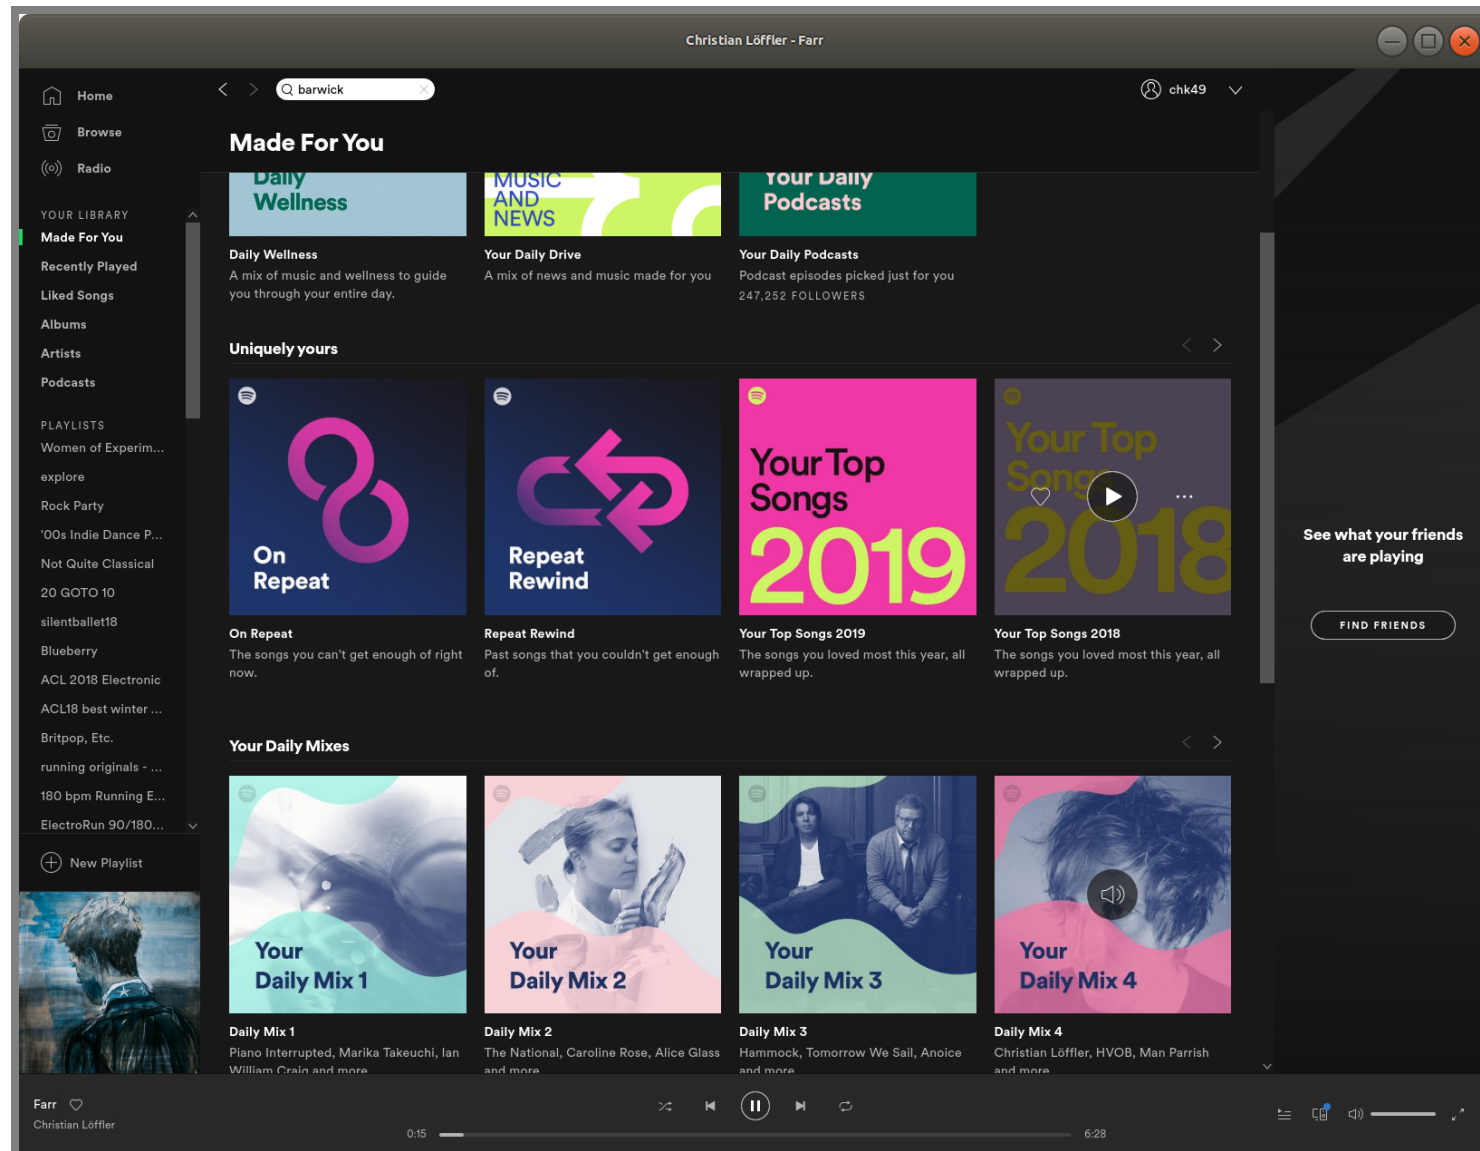 Christian Löffler - Farr
Home
Browse
Radio
YOUR LIBRARY
Made For You
Recently Played
Liked Songs
Albums
Artists
Podcasts
PLAYLISTS
Women of Experim...
explore
Rock Party
'00s Indie Dance P...
Not Quite Classical
20 GOTO 10
silentballet18
Blueberry
ACL 2018 Electronic
ACL18 best winter ...
Britpop, Etc.
running originals - ...
180 bpm Running E...
ElectroRun 90/180...
New Playlist
barwick
chk49
Made For You
Daily
Wellness
MUSIC
AND
NEWS
Your Daily
Podcasts
Daily Wellness
A mix of music and wellness to guide
you through your entire day.
Your Daily Drive
A mix of news and music made for you
Your Daily Podcasts
Podcast episodes picked just for you
247,252 FOLLOWERS
Uniquely yours
On
Repeat
Repeat
Rewind
Your Top
Songs
2019
Your Top
Songs
2018
On Repeat
The songs you can't get enough of right
now.
Repeat Rewind
Past songs that you couldn't get enough
of.
Your Top Songs 2019
The songs you loved most this year, all
wrapped up.
Your Top Songs 2018
The songs you loved most this year, all
wrapped up.
Your Daily Mixes
Your
Daily Mix 1
Your
Daily Mix 2
Your
Daily Mix 3
Your
Daily Mix 4
Daily Mix 1
Piano Interrupted, Marika Takeuchi, Ian
William Craig and more
Daily Mix 2
The National, Caroline Rose, Alice Glass
and more
Daily Mix 3
Hammock, Tomorrow We Sail, Anoice
and more
Daily Mix 4
Christian Löffler, HVOB, Man Parrish
and more
See what your friends
are playing
FIND FRIENDS
Farr
Christian Löffler
0:15
6:28